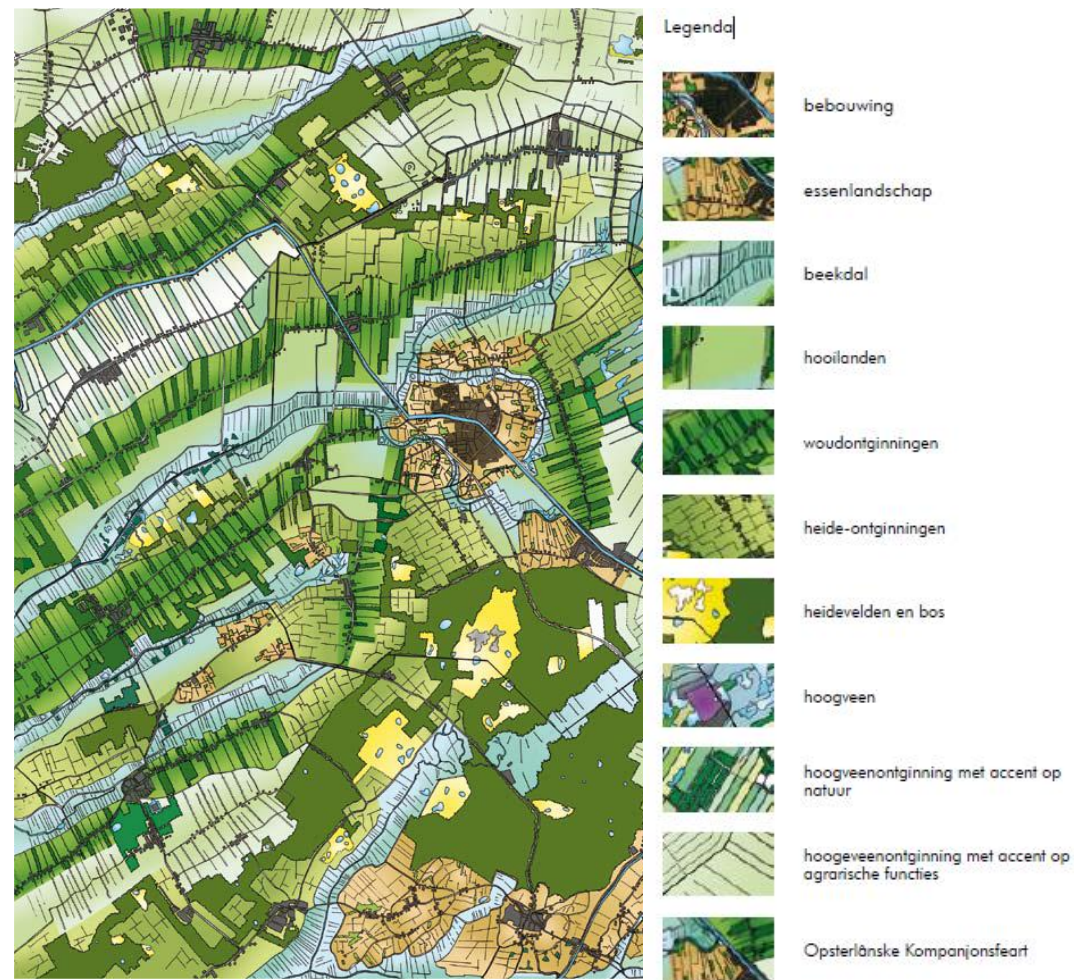 Legenda
bebouwing
essenlandschap
beekdal
hooilanden
woudontginningen
heide-ontginningen
heidevelden en bos
hoogveen
hoogveenontginning met accent op
natuur
hoogeveenontginning met accent op
agrarische functies
Opsterlânske Kompanjonsfeart